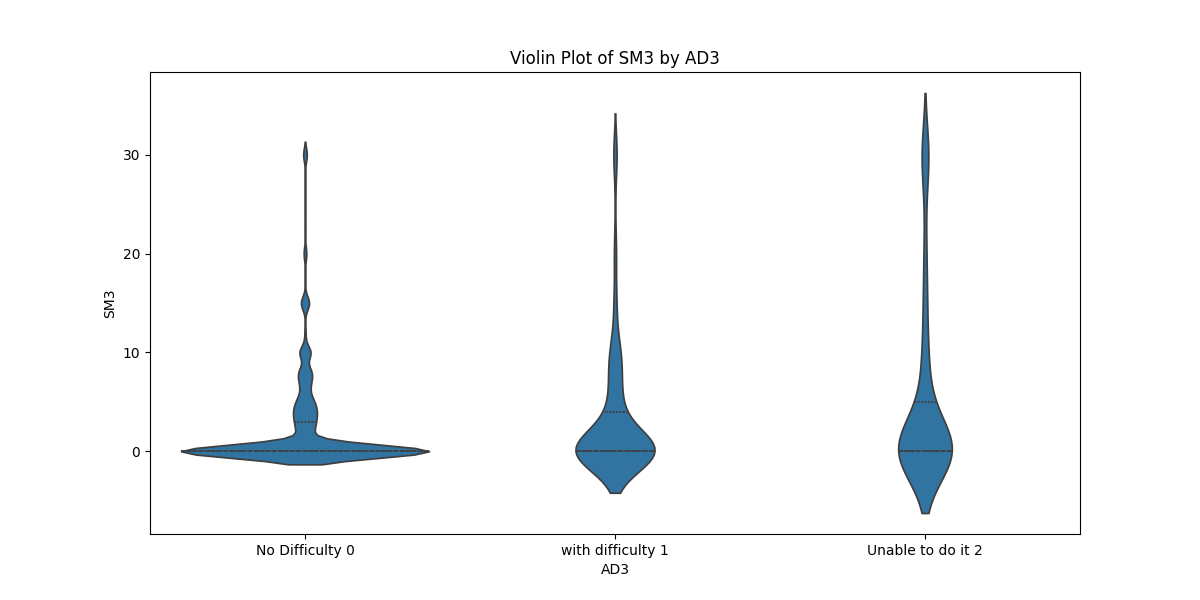 Violin Plot of SM3 by AD3
SM3
30
20
10
0
No Difficulty 0
with difficulty 1
Unable to do it 2
AD3